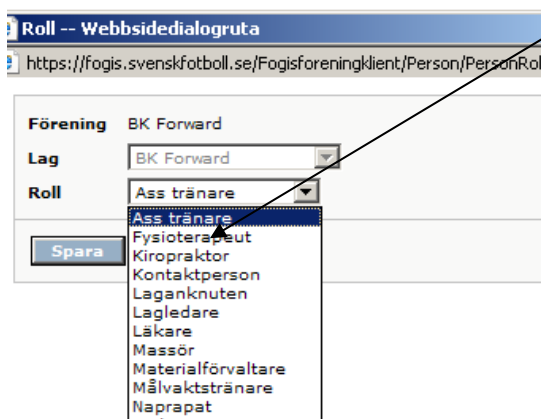 Roll -- Webbsidedialogruta
https://fogis.svenskfotboll.se/Fogisforeningklient/Person/PersonRol
Förening BK Forward
Lag BK Forward
Roll Ass tränare
Ass tränare
Fysioterapeut
Spara
Kiropraktor
Kontaktperson
Laganknuten
Lagledare
Läkare
Massör
Materialförvaltare
Målvaktstränare
Naprapat